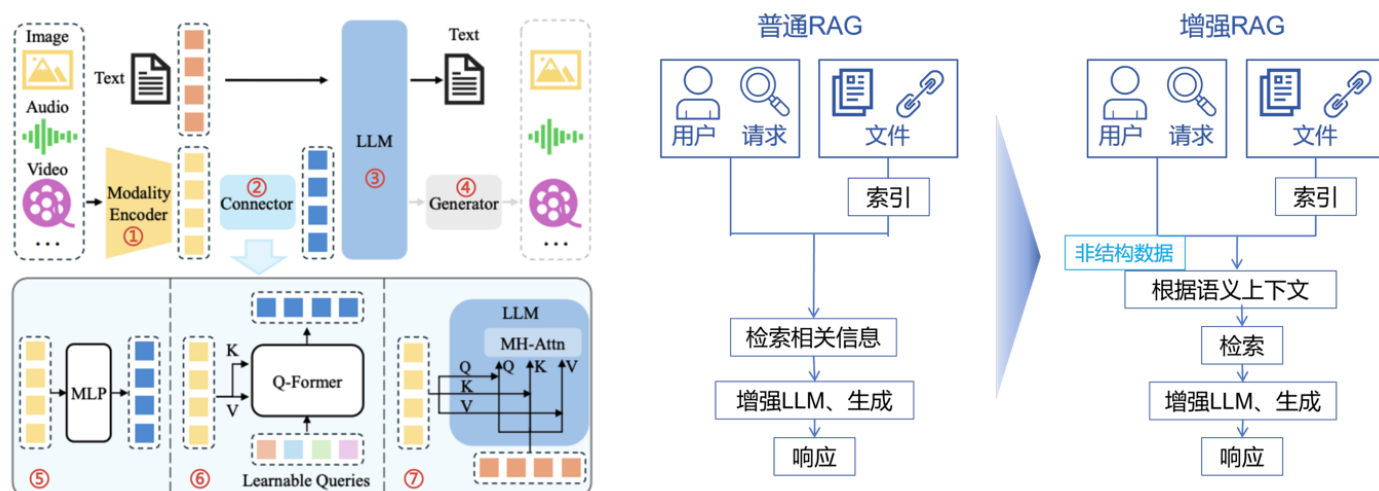 Image
Text
Audio
Video
...
Modality
Encoder
①
②
Connector
LLM
③
Text
④
Generator
...
MLP
⑤
K
V
Q-Former
Learnable Queries
⑥
LLM
MH-Attn
Q
K
V
Q
K
V
⑦
普通RAG
用户
请求
文件
索引
检索相关信息
增强LLM、生成
响应
增强RAG
用户
请求
文件
索引
非结构数据
根据语义上下文
检索
增强LLM、生成
响应